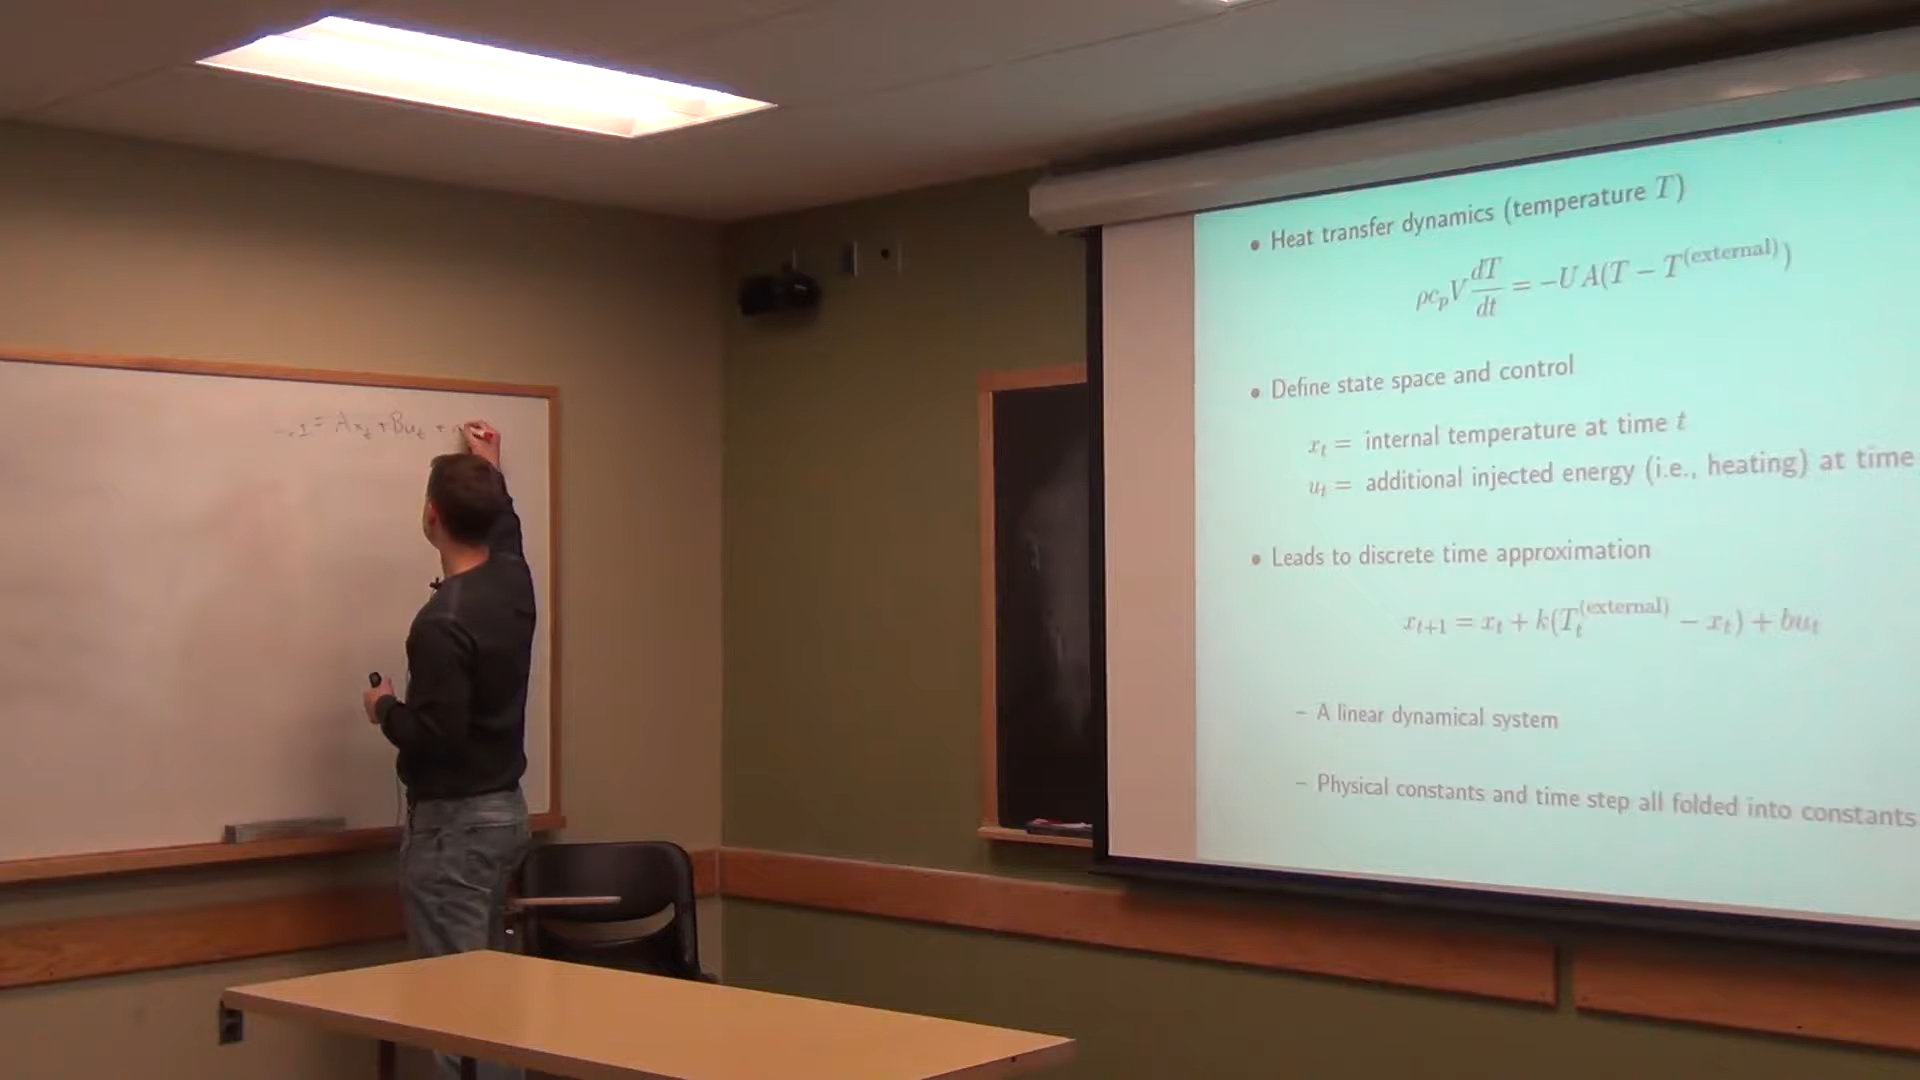 ..1 = Ax_t + Bu_t +
• Heat transfer dynamics (temperature T)
ρc_pV dT/dt = −UA(T − T^(external))
• Define state space and control
x_t = internal temperature at time t
u_t = additional injected energy (i.e., heating) at time
• Leads to discrete time approximation
x_{t+1} = x_t + k(T_t^(external) − x_t) + bu_t
– A linear dynamical system
– Physical constants and time step all folded into constants